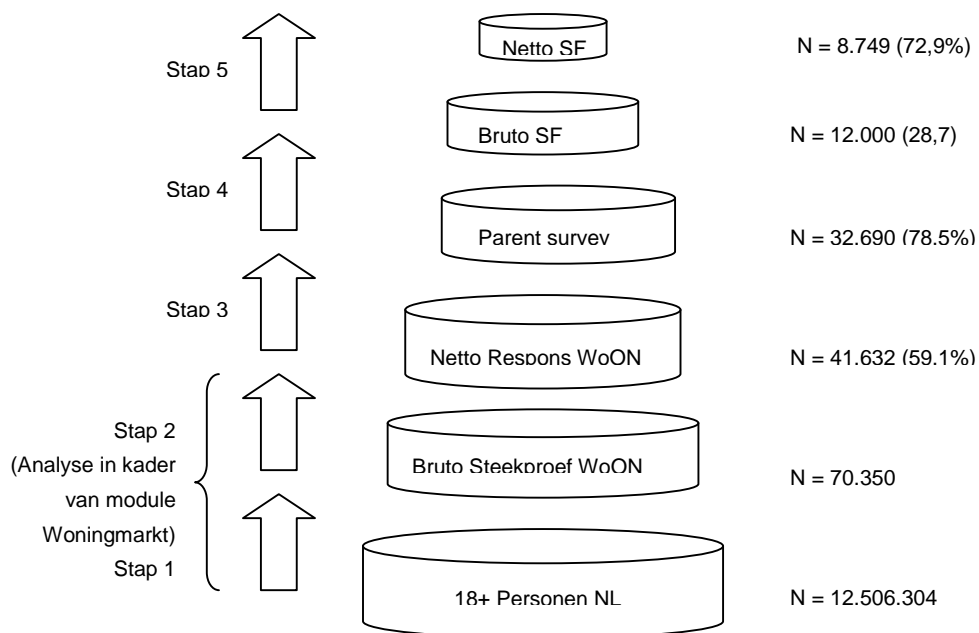 Netto SF
N = 8.749 (72,9%)
Stap 5
Bruto SF
N = 12.000 (28,7)
Stap 4
Parent survey
N = 32.690 (78.5%)
Stap 3
Netto Respons WoON
N = 41.632 (59.1%)
Stap 2
(Analyse in kader
van module
Woningmarkt)
Stap 1
Bruto Steekproef WoON
N = 70.350
18+ Personen NL
N = 12.506.304